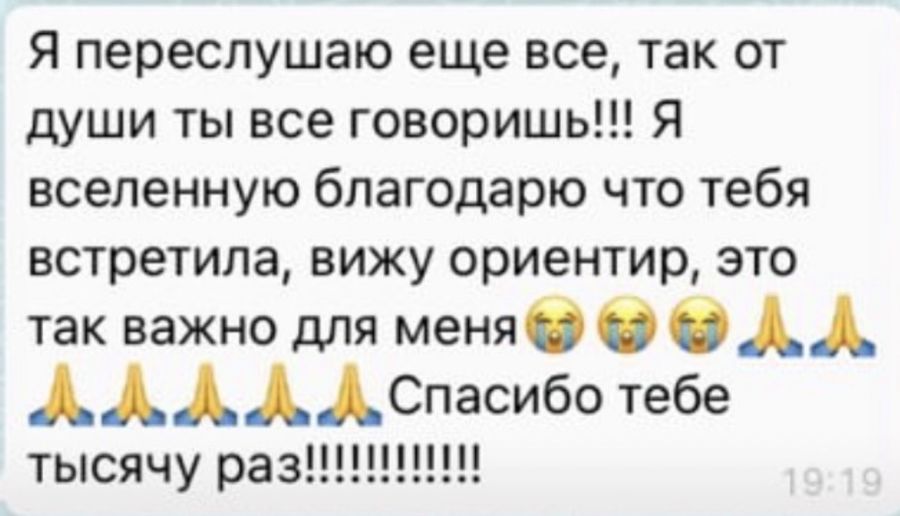 Я переслушаю еще все, так от
души ты все говоришь!!! Я
вселенную благодарю что тебя
встретила, вижу ориентир, это
так важно для меня😭😭😭🙏🙏
🙏🙏🙏🙏🙏Спасибо тебе
тысячу раз!!!!!!!!!!!!!
19:19